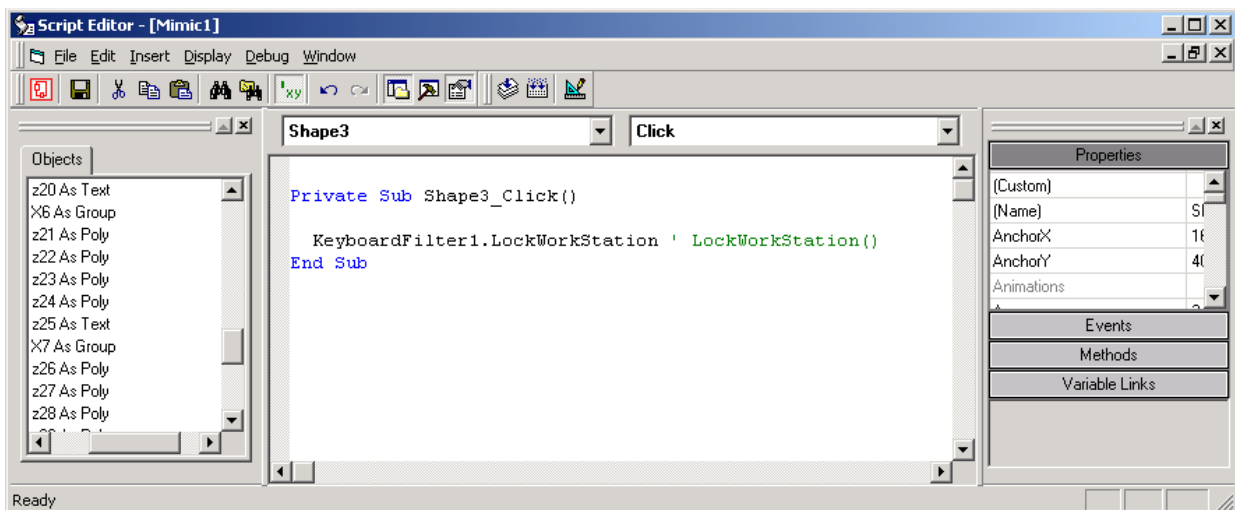 Script Editor - [Mimic1]
File Edit Insert Display Debug Window
'xy
Objects
z20 As Text
X6 As Group
z21 As Poly
z22 As Poly
z23 As Poly
z24 As Poly
z25 As Text
X7 As Group
z26 As Poly
z27 As Poly
z28 As Poly
Shape3
Click
Private Sub Shape3_Click()
KeyboardFilter1.LockWorkStation ' LockWorkStation()
End Sub
Properties
(Custom)
(Name)
AnchorX 16
AnchorY 40
Animations
Events
Methods
Variable Links
Ready